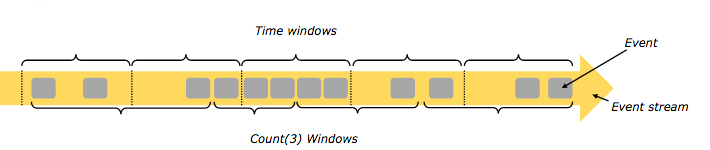 Time windows
Event
Event stream
Count(3) Windows